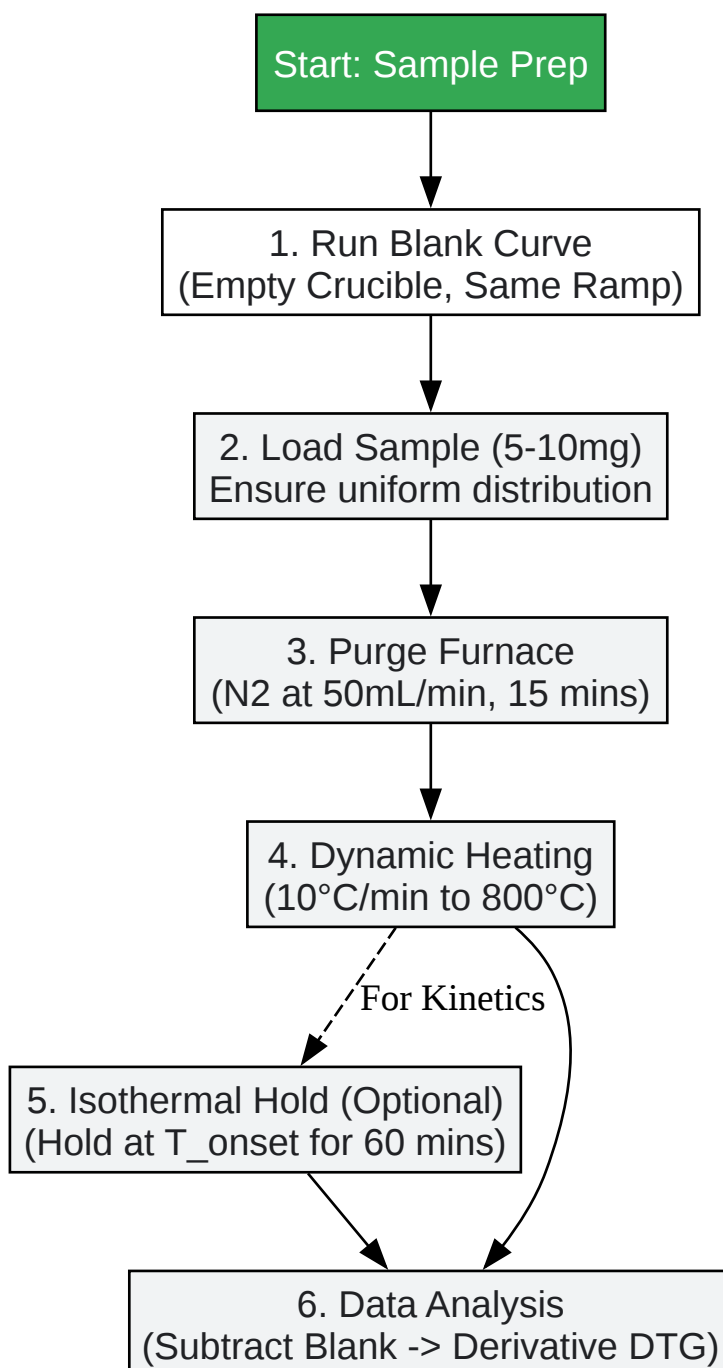 Start: Sample Prep
1. Run Blank Curve
(Empty Crucible, Same Ramp)
2. Load Sample (5-10mg)
Ensure uniform distribution
3. Purge Furnace
(N2 at 50mL/min, 15 mins)
4. Dynamic Heating
(10°C/min to 800°C)
For Kinetics
5. Isothermal Hold (Optional)
(Hold at T_onset for 60 mins)
6. Data Analysis
(Subtract Blank -> Derivative DTG)